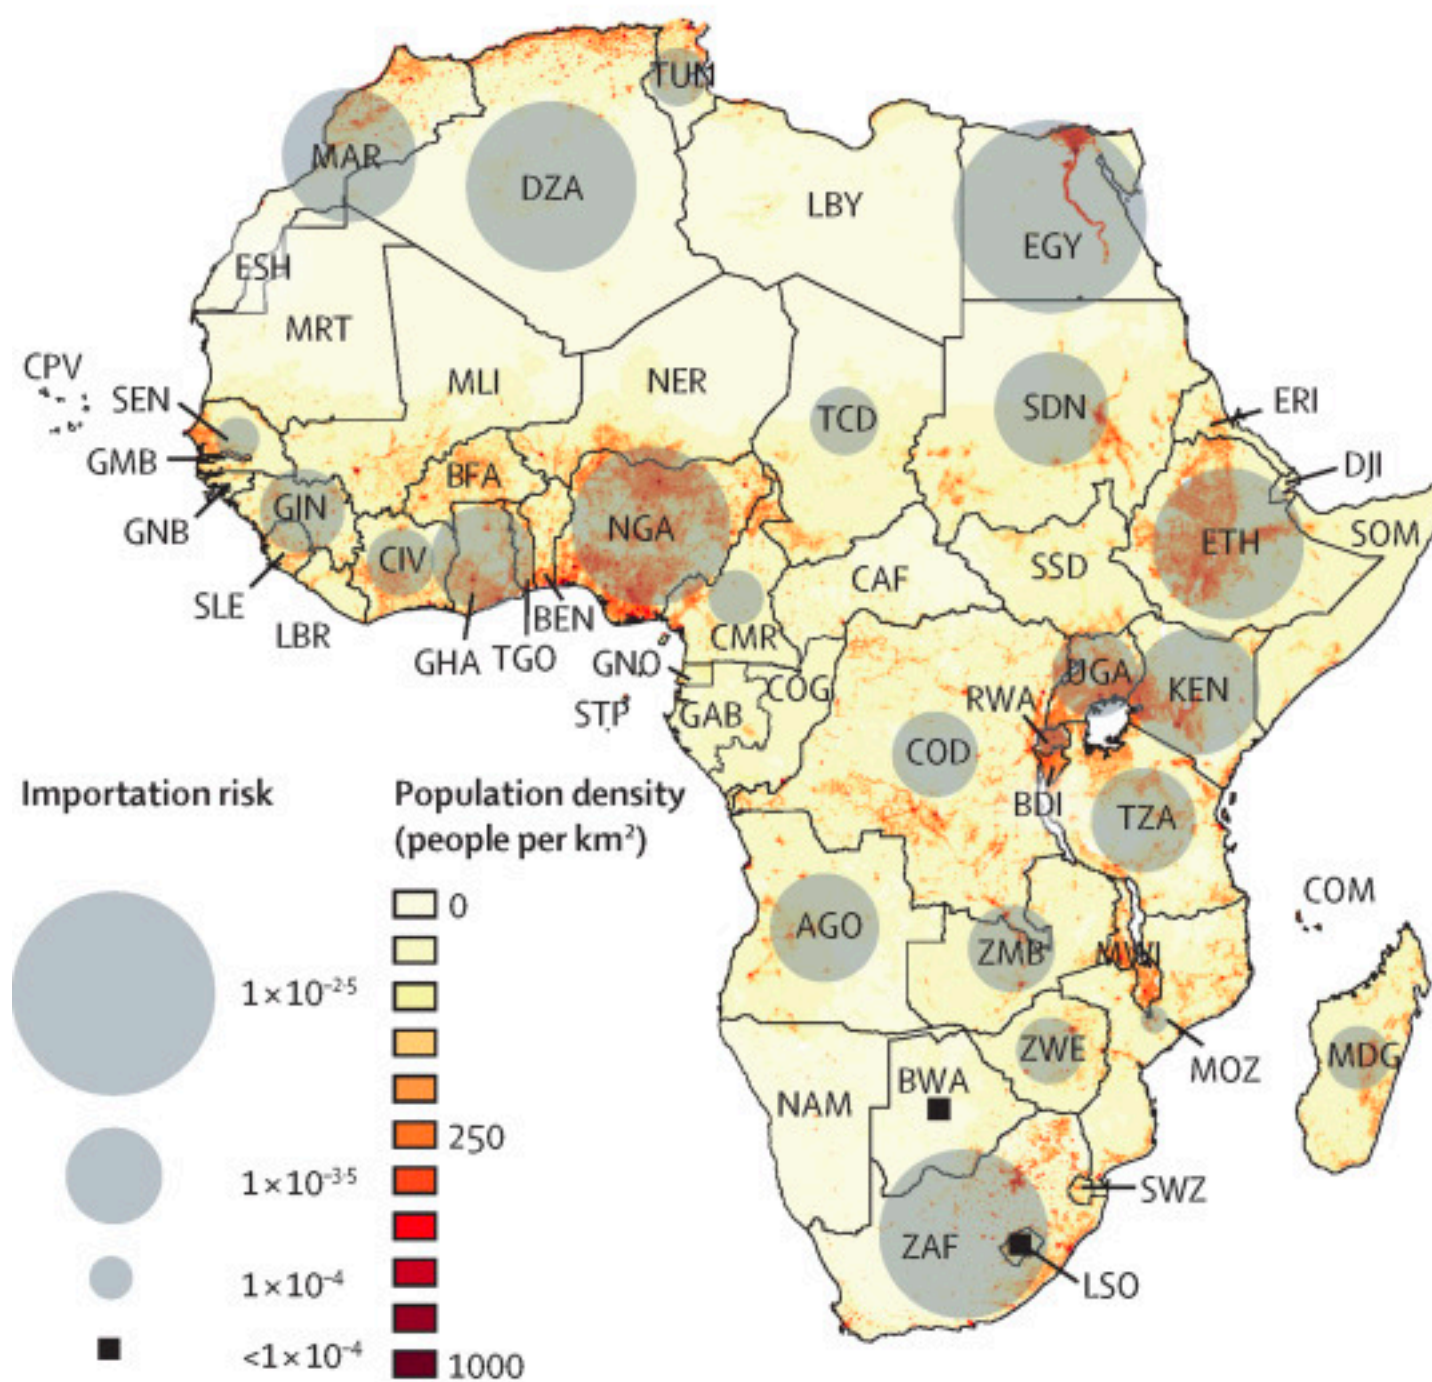 TUN
MAR
DZA
LBY
EGY
ESH
MRT
CPV
MLI
NER
TCD
SDN
ERI
SEN
GMB
BFA
DJI
GNB
GIN
NGA
ETH
SOM
CIV
SLE
LBR
CAF
SSD
BEN
CMR
GHA
TGO
GNQ
COG
UGA
KEN
STP
GAB
RWA
COD
BDI
TZA
Importation risk
Population density
(people per km²)
COM
0
AGO
ZMB
MWI
1×10⁻²·⁵
MOZ
ZWE
MDG
BWA
NAM
250
1×10⁻³·⁵
SWZ
ZAF
LSO
1×10⁻⁴
<1×10⁻⁴
1000